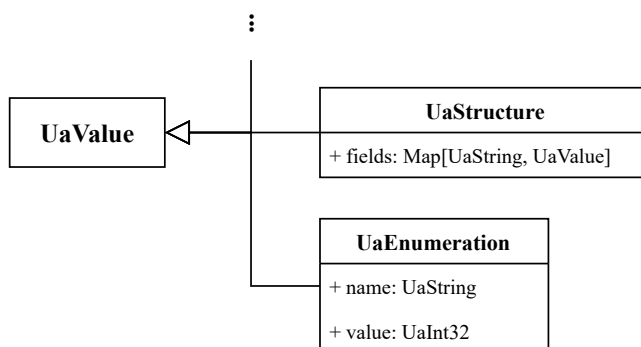 UaValue
UaStructure
+ fields: Map[UaString, UaValue]
UaEnumeration
+ name: UaString
+ value: UaInt32